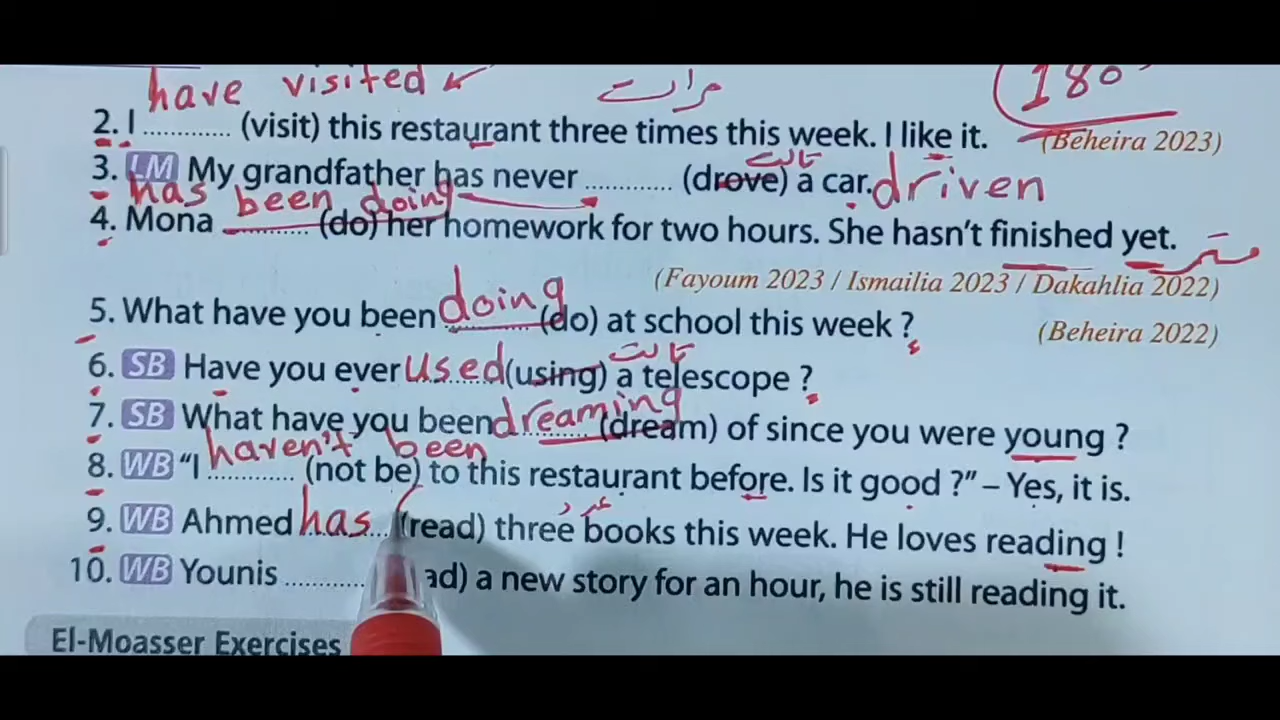 have visited مرات 180
2. I ............ (visit) this restaurant three times this week. I like it. (Beheira 2023)
ثالث
3. LM My grandfather has never ............ (drove) a car. driven
has been doing
4. Mona ............ (do) her homework for two hours. She hasn't finished yet.
(Fayoum 2023 / Ismailia 2023 / Dakahlia 2022)
5. What have you been doing ............ (do) at school this week ? (Beheira 2022)
ثالث
6. SB Have you ever used ............ (using) a telescope ?
7. SB What have you been dreaming ............ (dream) of since you were young ?
haven't been
8. WB “I ............ (not be) to this restaurant before. Is it good ?” – Yes, it is.
عدد
9. WB Ahmed has ............ (read) three books this week. He loves reading !
10. WB Younis ............ ad) a new story for an hour, he is still reading it.
El-Moasser Exercises